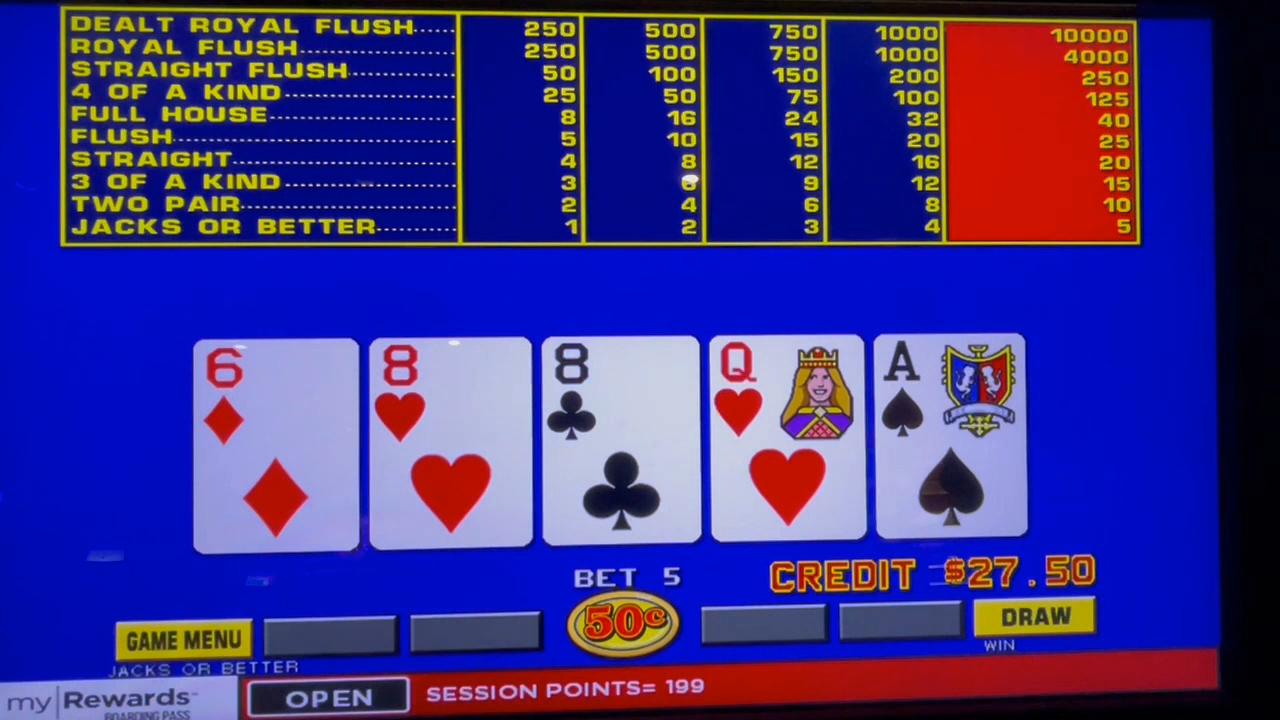 DEALT ROYAL FLUSH 250 500 750 1000 10000
ROYAL FLUSH 250 500 750 1000 4000
STRAIGHT FLUSH 50 100 150 200 250
4 OF A KIND 25 50 75 100 125
FULL HOUSE 8 16 24 32 40
FLUSH 5 10 15 20 25
STRAIGHT 4 8 12 16 20
3 OF A KIND 3 6 9 12 15
TWO PAIR 2 4 6 8 10
JACKS OR BETTER 1 2 3 4 5
6 8 8 Q A
BET 5 CREDIT $27.50
GAME MENU 50¢ DRAW
JACKS OR BETTER WIN
my|Rewards™ OPEN SESSION POINTS= 199
BOARDING PASS